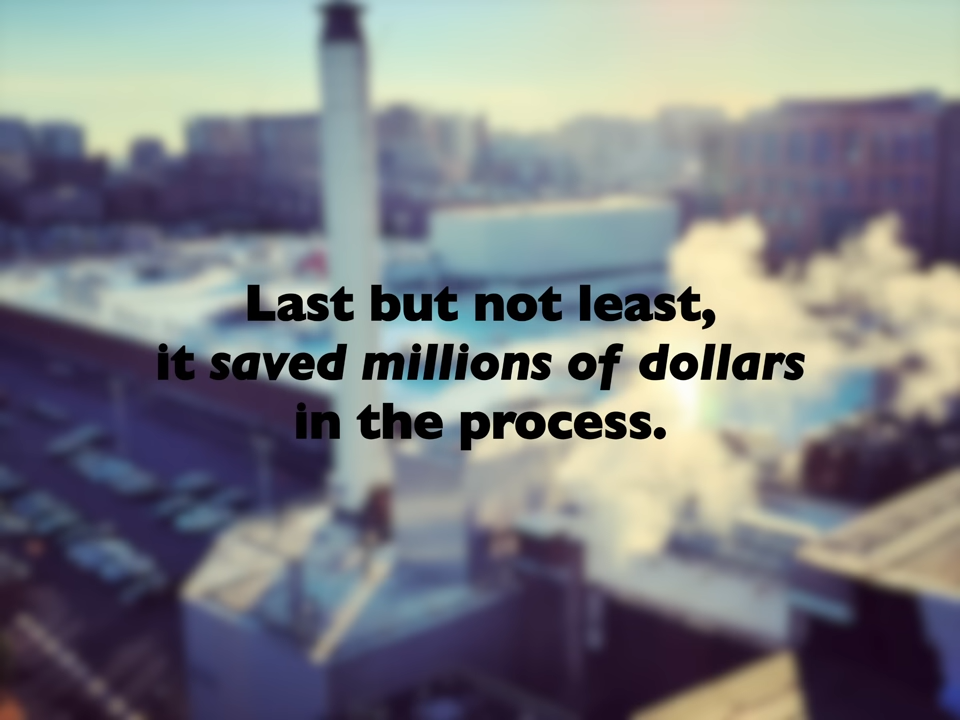 Last but not least,
it saved millions of dollars
in the process.